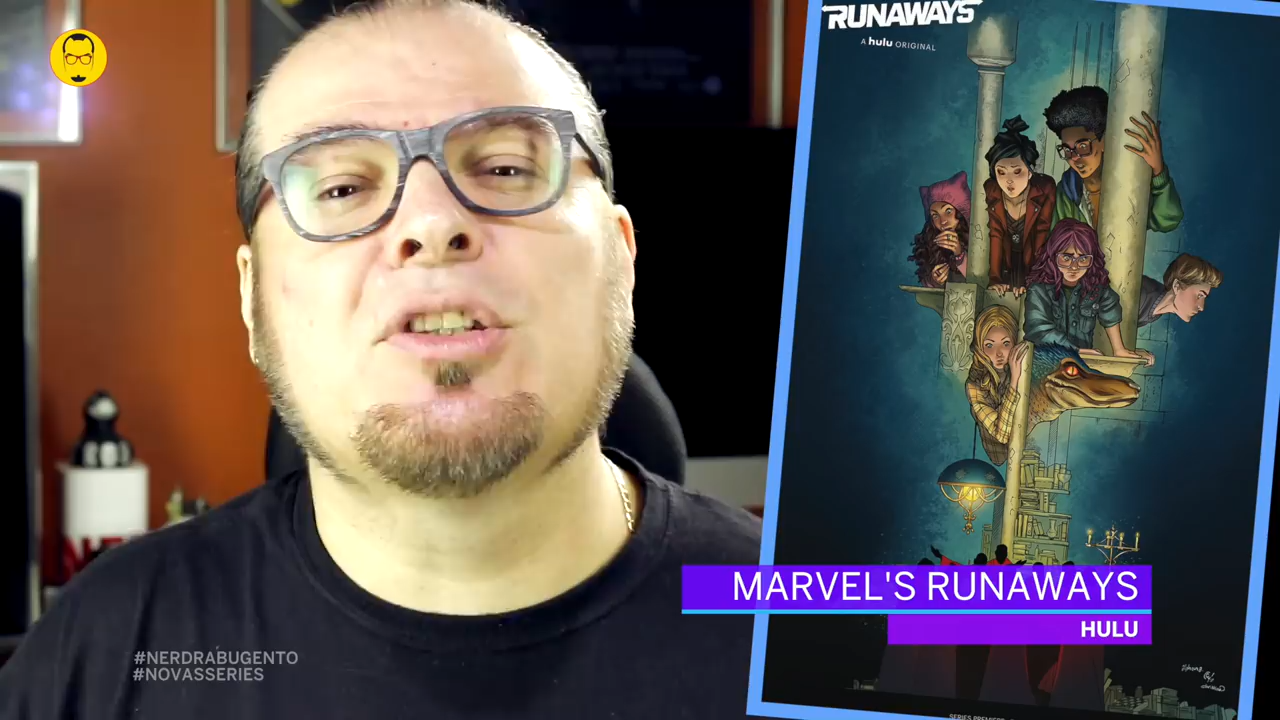 RUNAWAYS
A hulu ORIGINAL
MARVEL'S RUNAWAYS
HULU
#NERDRABUGENTO
#NOVASSERIES